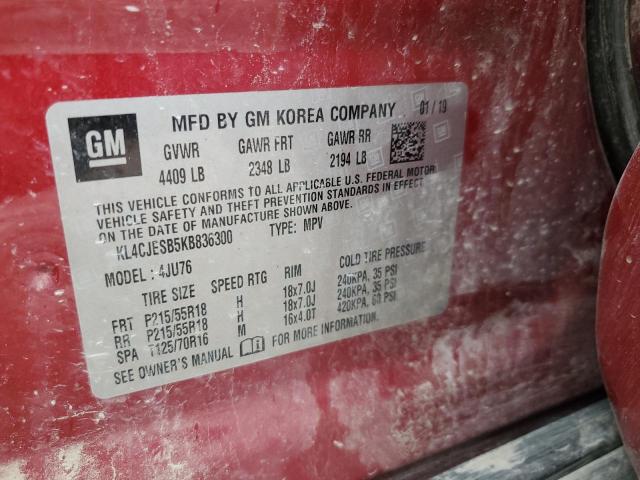 GM
MFD BY GM KOREA COMPANY 01 / 19
GVWR GAWR FRT GAWR RR
4409 LB 2348 LB 2194 LB
THIS VEHICLE CONFORMS TO ALL APPLICABLE U.S. FEDERAL MOTOR
VEHICLE SAFETY AND THEFT PREVENTION STANDARDS IN EFFECT
ON THE DATE OF MANUFACTURE SHOWN ABOVE.
KL4CJESB5KB836300 TYPE: MPV
MODEL: 4JU76
TIRE SIZE SPEED RTG RIM COLD TIRE PRESSURE
FRT P215/55R18 H 18x7.0J 240KPA, 35 PSI
RR P215/55R18 H 18x7.0J 240KPA, 35 PSI
SPA T125/70R16 M 16x4.0T 420KPA, 60 PSI
SEE OWNER'S MANUAL FOR MORE INFORMATION.